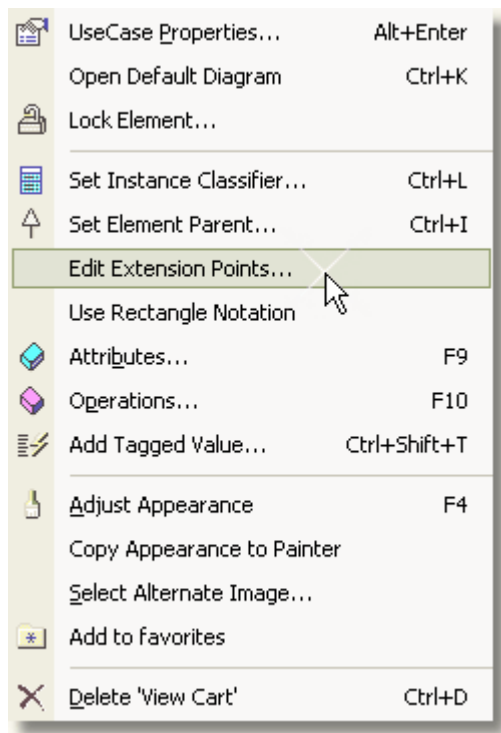 UseCase Properties... Alt+Enter
Open Default Diagram Ctrl+K
Lock Element...
Set Instance Classifier... Ctrl+L
Set Element Parent... Ctrl+I
Edit Extension Points...
Use Rectangle Notation
Attributes... F9
Operations... F10
Add Tagged Value... Ctrl+Shift+T
Adjust Appearance F4
Copy Appearance to Painter
Select Alternate Image...
Add to favorites
Delete 'View Cart' Ctrl+D